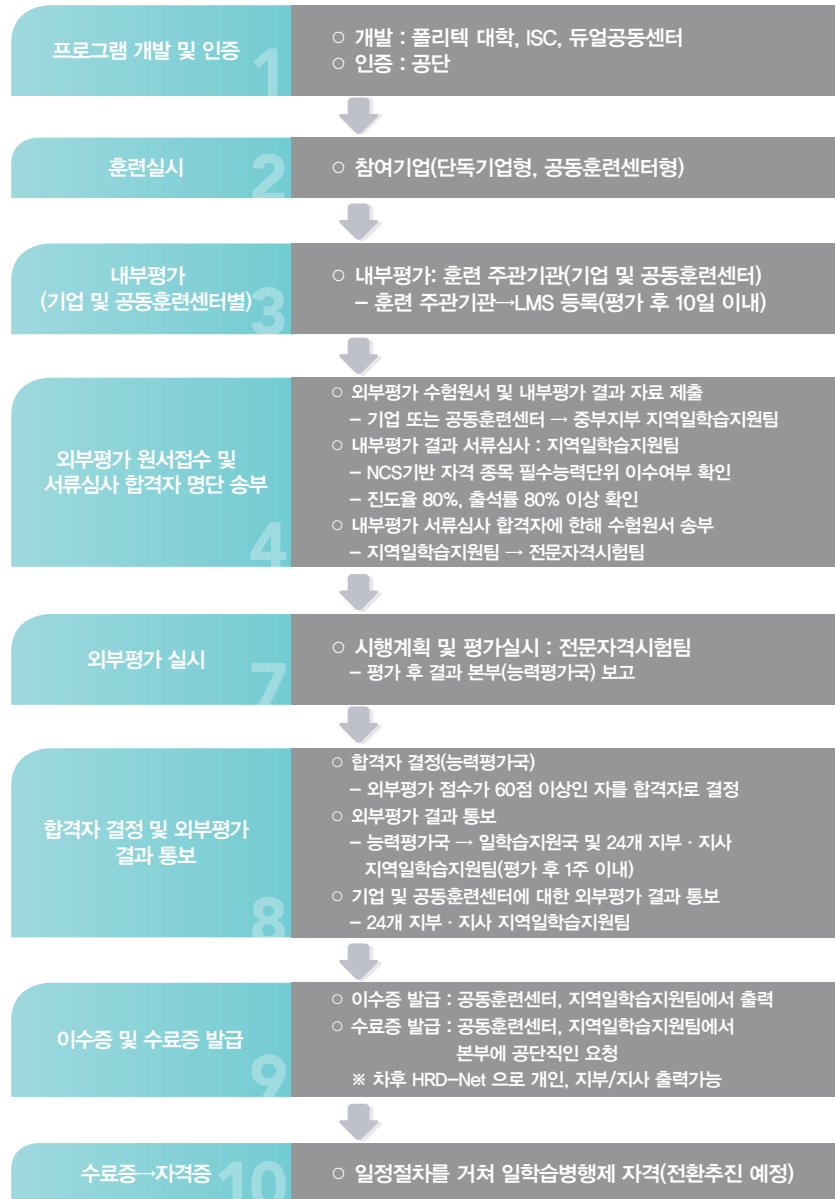 프로그램 개발 및 인증
1
○ 개발 : 폴리텍 대학, ISC, 듀얼공동센터
○ 인증 : 공단
훈련실시
2
○ 참여기업(단독기업형, 공동훈련센터형)
내부평가
(기업 및 공동훈련센터별)
3
○ 내부평가: 훈련 주관기관(기업 및 공동훈련센터)
- 훈련 주관기관→LMS 등록(평가 후 10일 이내)
외부평가 원서접수 및
서류심사 합격자 명단 송부
4
○ 외부평가 수험원서 및 내부평가 결과 자료 제출
- 기업 또는 공동훈련센터 → 중부지부 지역일학습지원팀
○ 내부평가 결과 서류심사 : 지역일학습지원팀
- NCS기반 자격 종목 필수능력단위 이수여부 확인
- 진도율 80%, 출석률 80% 이상 확인
○ 내부평가 서류심사 합격자에 한해 수험원서 송부
- 지역일학습지원팀 → 전문자격시험팀
외부평가 실시
7
○ 시행계획 및 평가실시 : 전문자격시험팀
- 평가 후 결과 본부(능력평가국) 보고
합격자 결정 및 외부평가
결과 통보
8
○ 합격자 결정(능력평가국)
- 외부평가 점수가 60점 이상인 자를 합격자로 결정
○ 외부평가 결과 통보
- 능력평가국 → 일학습지원국 및 24개 지부 · 지사
지역일학습지원팀(평가 후 1주 이내)
○ 기업 및 공동훈련센터에 대한 외부평가 결과 통보
- 24개 지부 · 지사 지역일학습지원팀
이수증 및 수료증 발급
9
○ 이수증 발급 : 공동훈련센터, 지역일학습지원팀에서 출력
○ 수료증 발급 : 공동훈련센터, 지역일학습지원팀에서
본부에 공단직인 요청
※ 차후 HRD-Net 으로 개인, 지부/지사 출력가능
수료증→자격증
10
○ 일정절차를 거쳐 일학습병행제 자격(전환추진 예정)